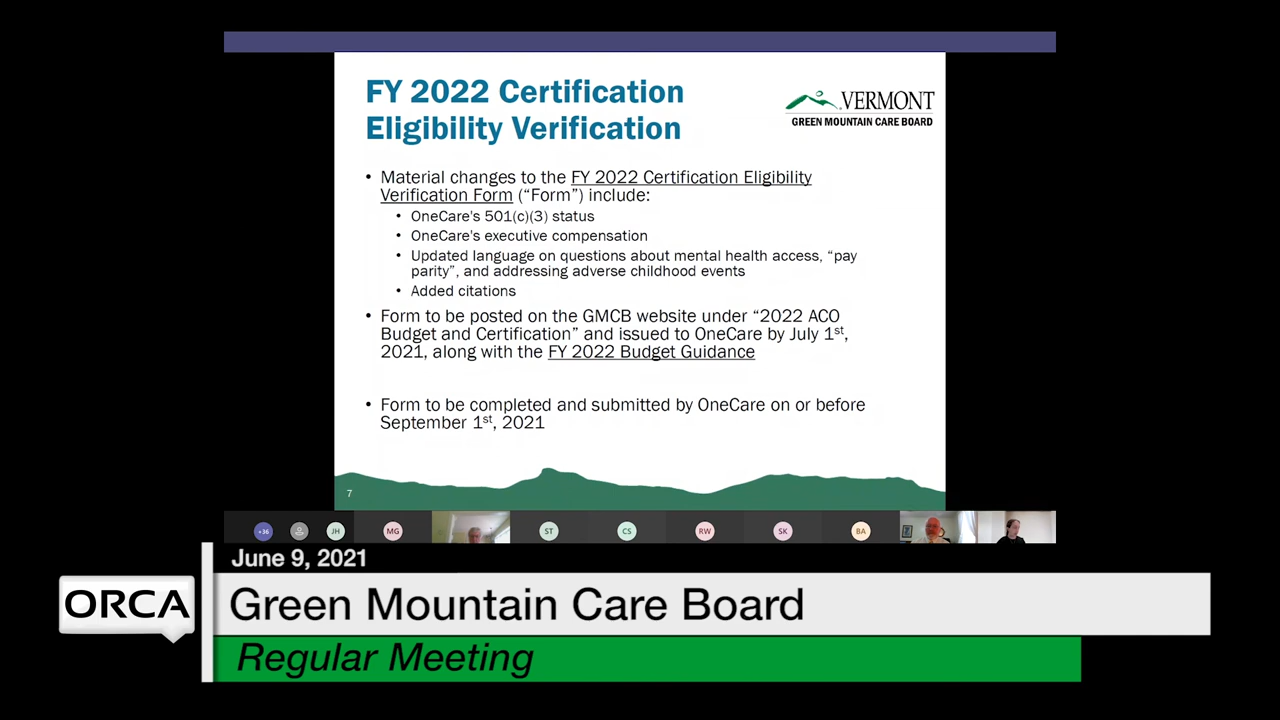 FY 2022 Certification
Eligibility Verification
VERMONT
GREEN MOUNTAIN CARE BOARD
• Material changes to the FY 2022 Certification Eligibility
Verification Form (“Form”) include:
• OneCare's 501(c)(3) status
• OneCare's executive compensation
• Updated language on questions about mental health access, “pay
parity”, and addressing adverse childhood events
• Added citations
• Form to be posted on the GMCB website under “2022 ACO
Budget and Certification” and issued to OneCare by July 1st,
2021, along with the FY 2022 Budget Guidance
• Form to be completed and submitted by OneCare on or before
September 1st, 2021
7
+36 JH MG ST CS RW SK BA
June 9, 2021
ORCA
Green Mountain Care Board
Regular Meeting